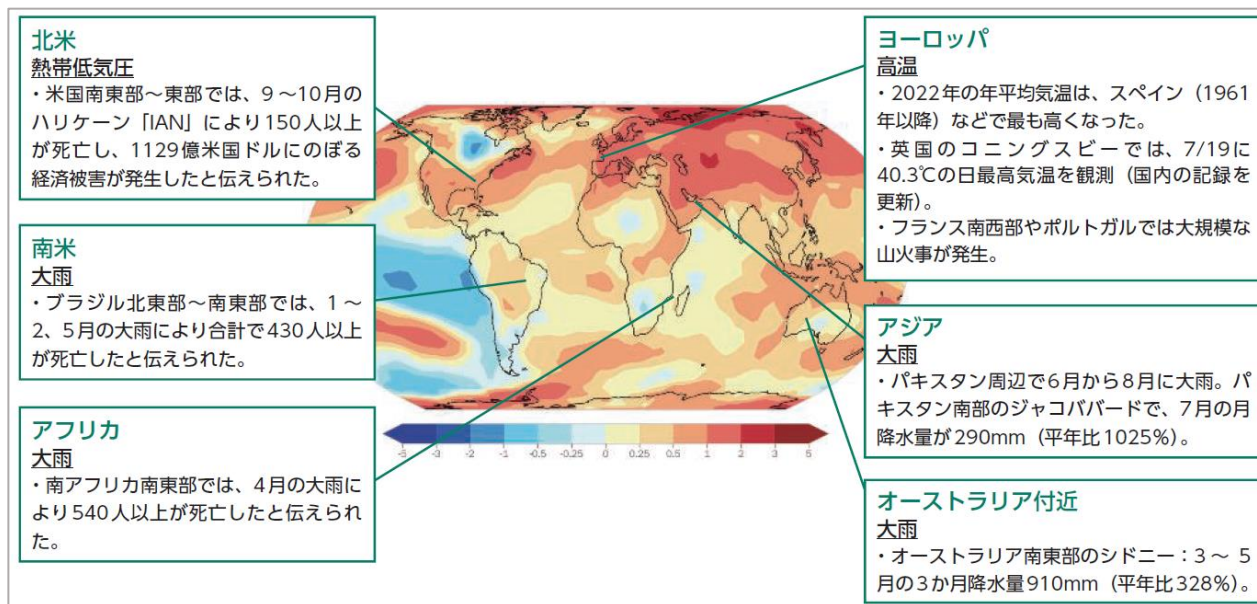 北米
熱帯低気圧
・米国南東部～東部では、9～10月の
ハリケーン「IAN」により150人以上
が死亡し、1129億米国ドルにのぼる
経済被害が発生したと伝えられた。
南米
大雨
・ブラジル北東部～南東部では、1～
2、5月の大雨により合計で430人以上
が死亡したと伝えられた。
アフリカ
大雨
・南アフリカ南東部では、4月の大雨に
より540人以上が死亡したと伝えられ
た。
-5 -3 -2 -1 -0.5 -0.25 0 0.25 0.5 1 2 3 5
ヨーロッパ
高温
・2022年の年平均気温は、スペイン（1961
年以降）などで最も高くなった。
・英国のコニングスビーでは、7/19に
40.3℃の日最高気温を観測（国内の記録を
更新）。
・フランス南西部やポルトガルでは大規模な
山火事が発生。
アジア
大雨
・パキスタン周辺で6月から8月に大雨。パ
キスタン南部のジャコババードで、7月の月
降水量が290mm（平年比1025%）。
オーストラリア付近
大雨
・オーストラリア南東部のシドニー：3～ 5
月の3か月降水量910mm（平年比328%）。